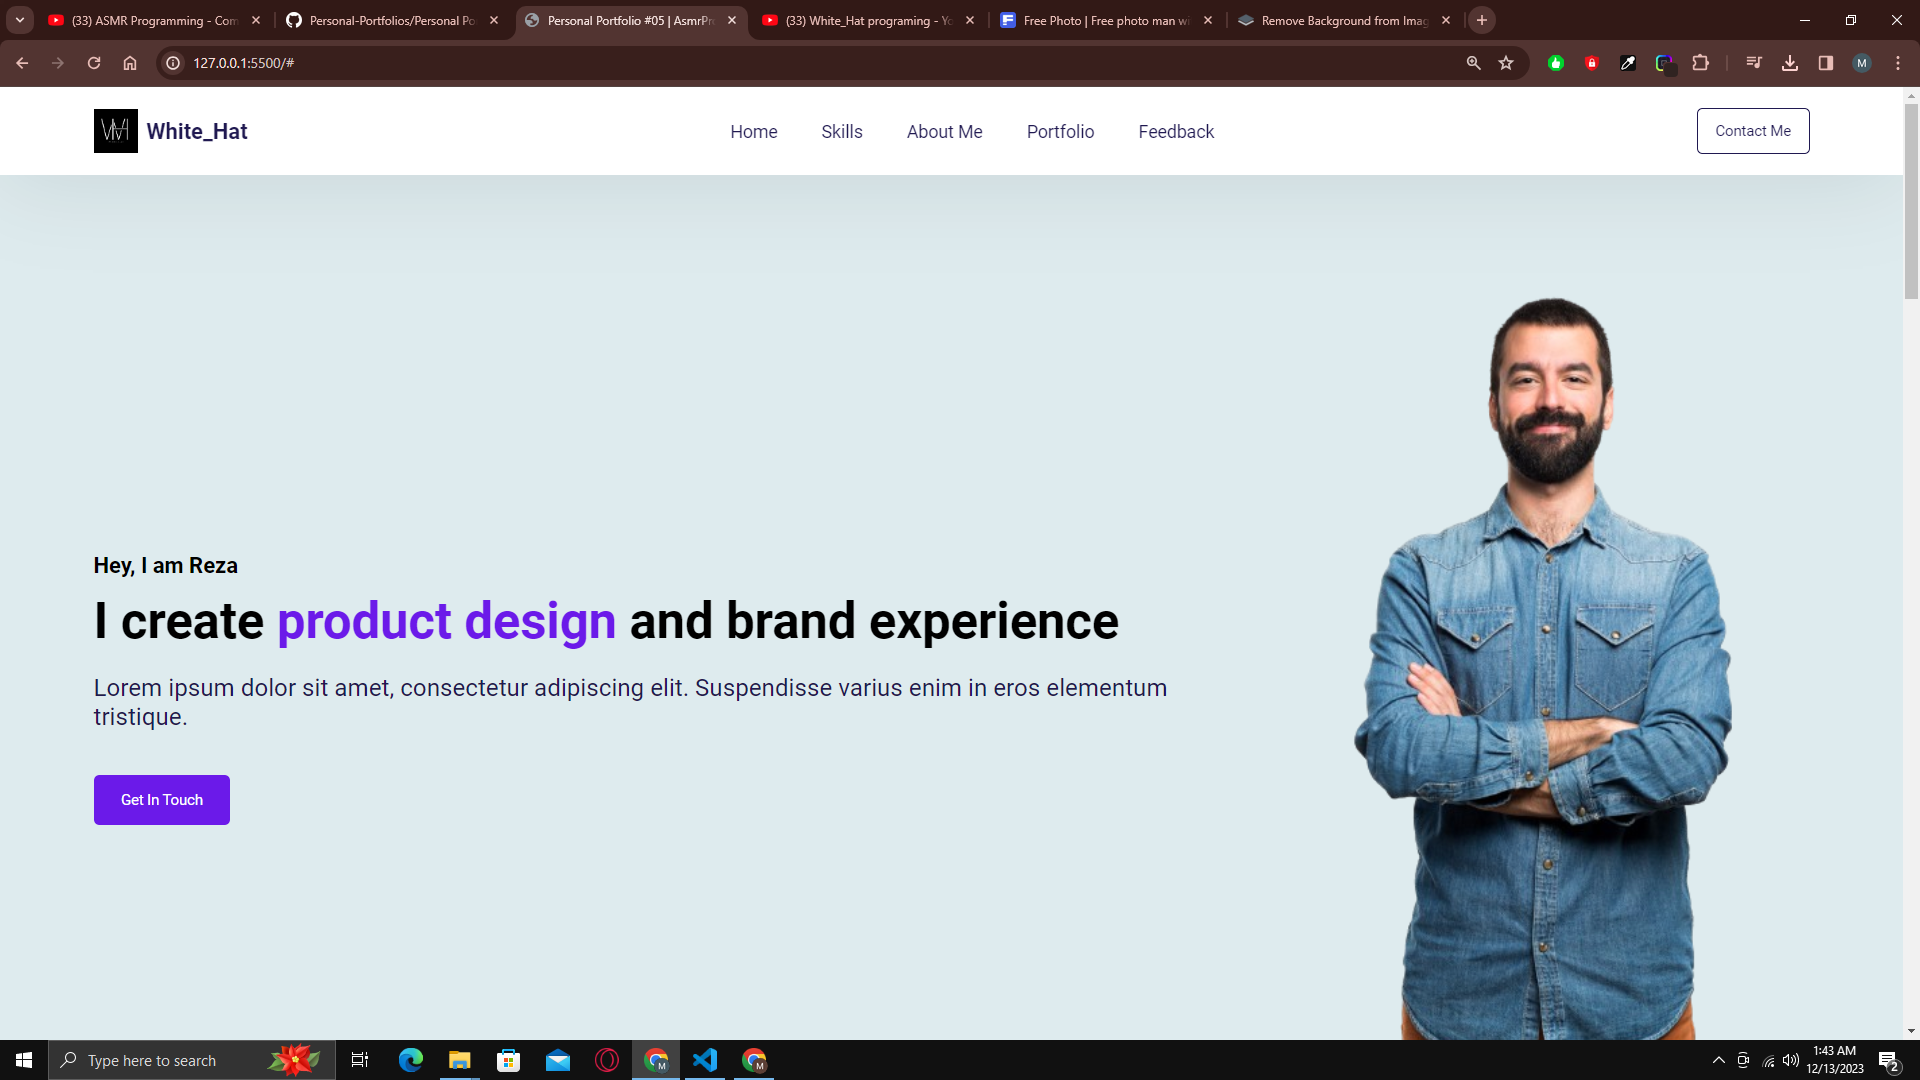 (33) ASMR Programming - Com
Personal-Portfolios/Personal Po
Personal Portfolio #05 | AsmrPr
(33) White_Hat programing - Yo
Free Photo | Free photo man wi
Remove Background from Imag
127.0.0.1:5500/#
M
White_Hat
Home
Skills
About Me
Portfolio
Feedback
Contact Me
Hey, I am Reza
I create product design and brand experience
Lorem ipsum dolor sit amet, consectetur adipiscing elit. Suspendisse varius enim in eros elementum
tristique.
Get In Touch
Type here to search
M
M
1:43 AM
12/13/2023
2